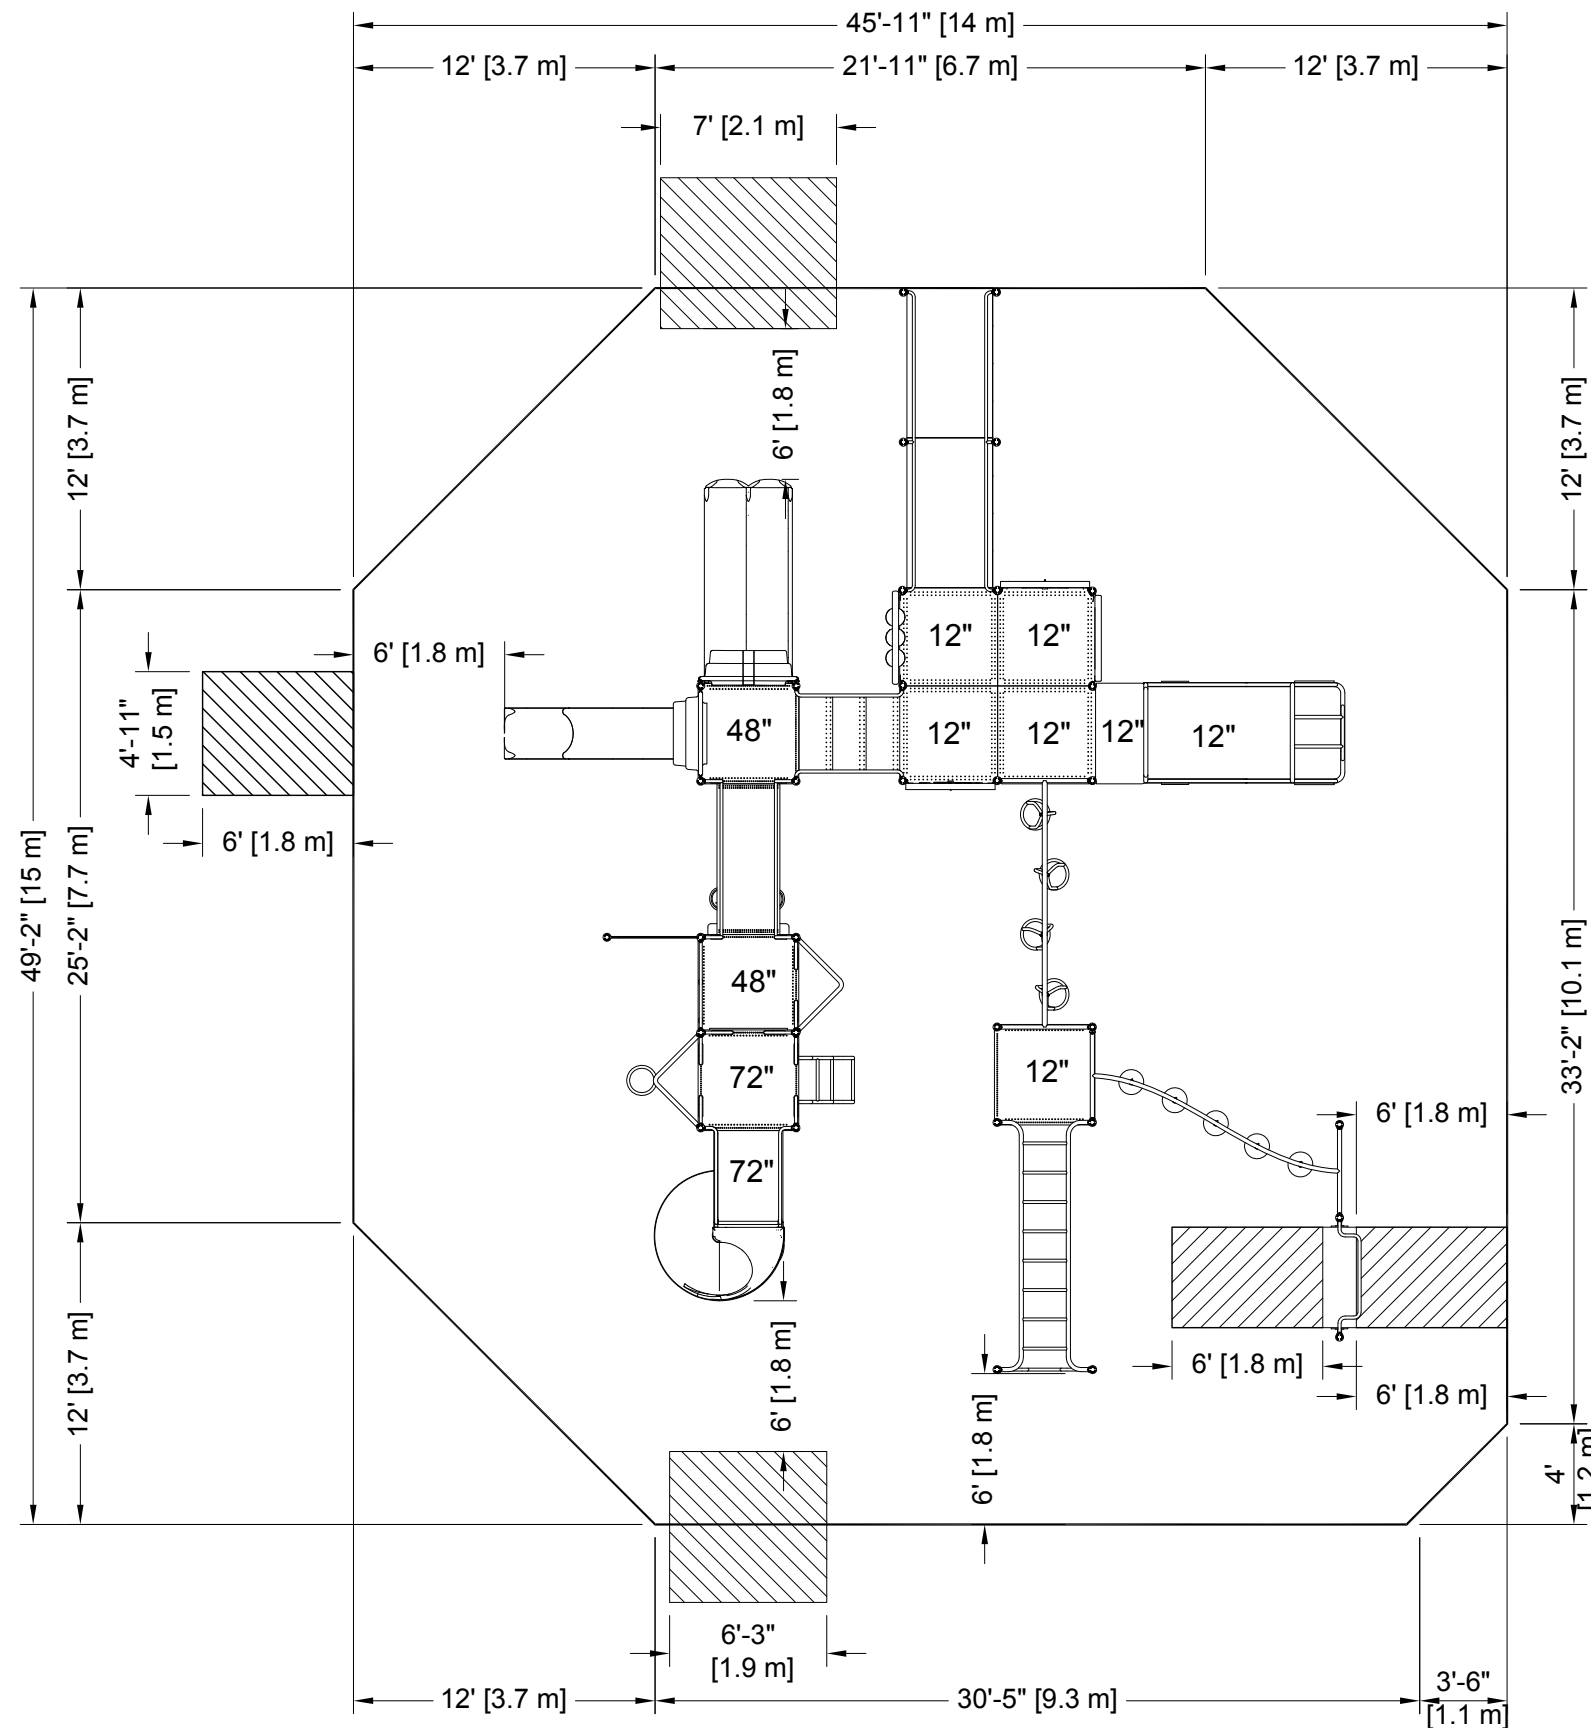 45'-11" [14 m]
12' [3.7 m]
21'-11" [6.7 m]
12' [3.7 m]
7' [2.1 m]
6' [1.8 m]
12' [3.7 m]
12' [3.7 m]
12"
12"
6' [1.8 m]
4'-11"
[1.5 m]
48"
12"
12"
12"
12"
6' [1.8 m]
49'-2" [15 m]
25'-2" [7.7 m]
48"
33'-2" [10.1 m]
72"
12"
6' [1.8 m]
72"
6' [1.8 m]
12' [3.7 m]
6' [1.8 m]
6' [1.8 m]
6' [1.8 m]
4'
[1.2 m]
6'-3"
[1.9 m]
12' [3.7 m]
30'-5" [9.3 m]
3'-6"
[1.1 m]